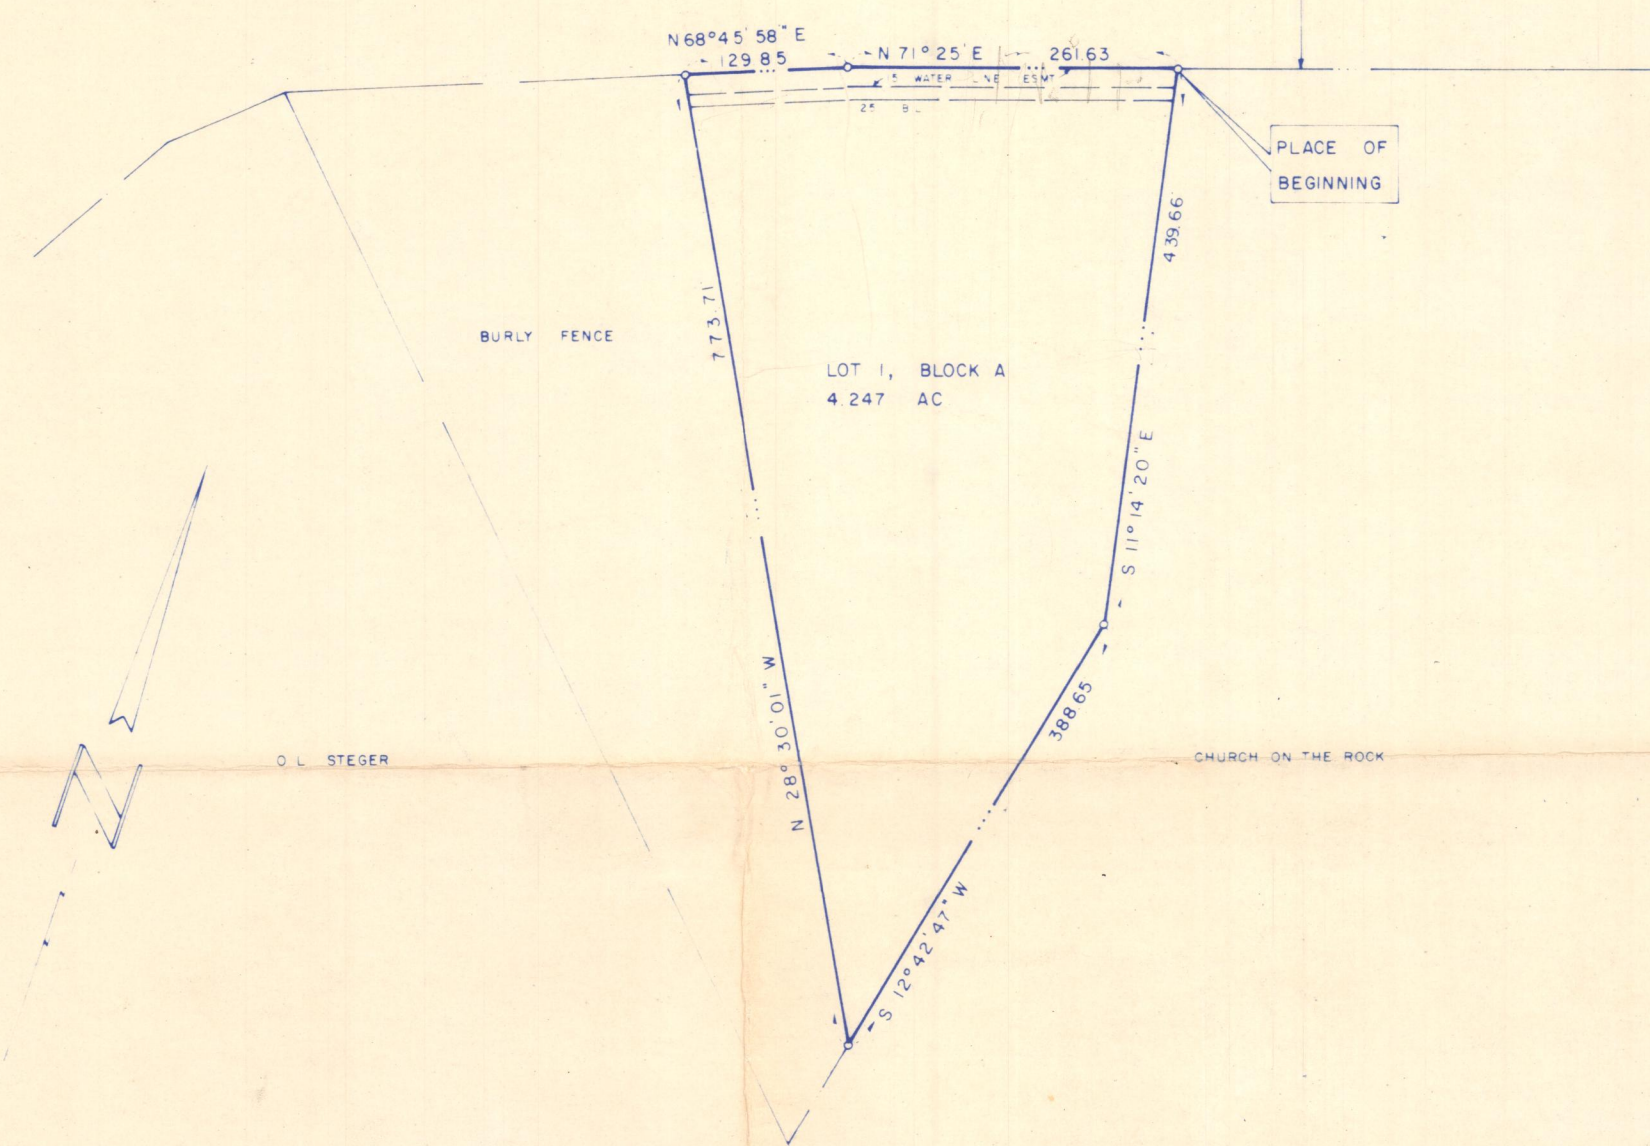 N 68° 45' 58" E
129.85
N 71° 25' E
261.63
WATER LINE ESMT
25 B L
PLACE OF
BEGINNING
439.66
773.71
BURLY FENCE
LOT 1, BLOCK A
4.247 AC
S 11° 14' 20" E
N 28° 30' 01" W
388.65
N
O L STEGER
CHURCH ON THE ROCK
S 12° 42' 47" W